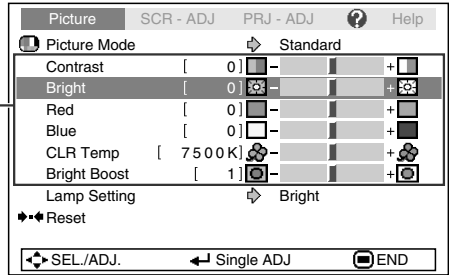 Picture SCR - ADJ PRJ - ADJ ? Help
Picture Mode Standard
Contrast [ 0] - +
Bright [ 0] - +
Red [ 0] - +
Blue [ 0] - +
CLR Temp [ 7500K] - +
Bright Boost [ 1] - +
Lamp Setting Bright
Reset
SEL./ADJ. Single ADJ END